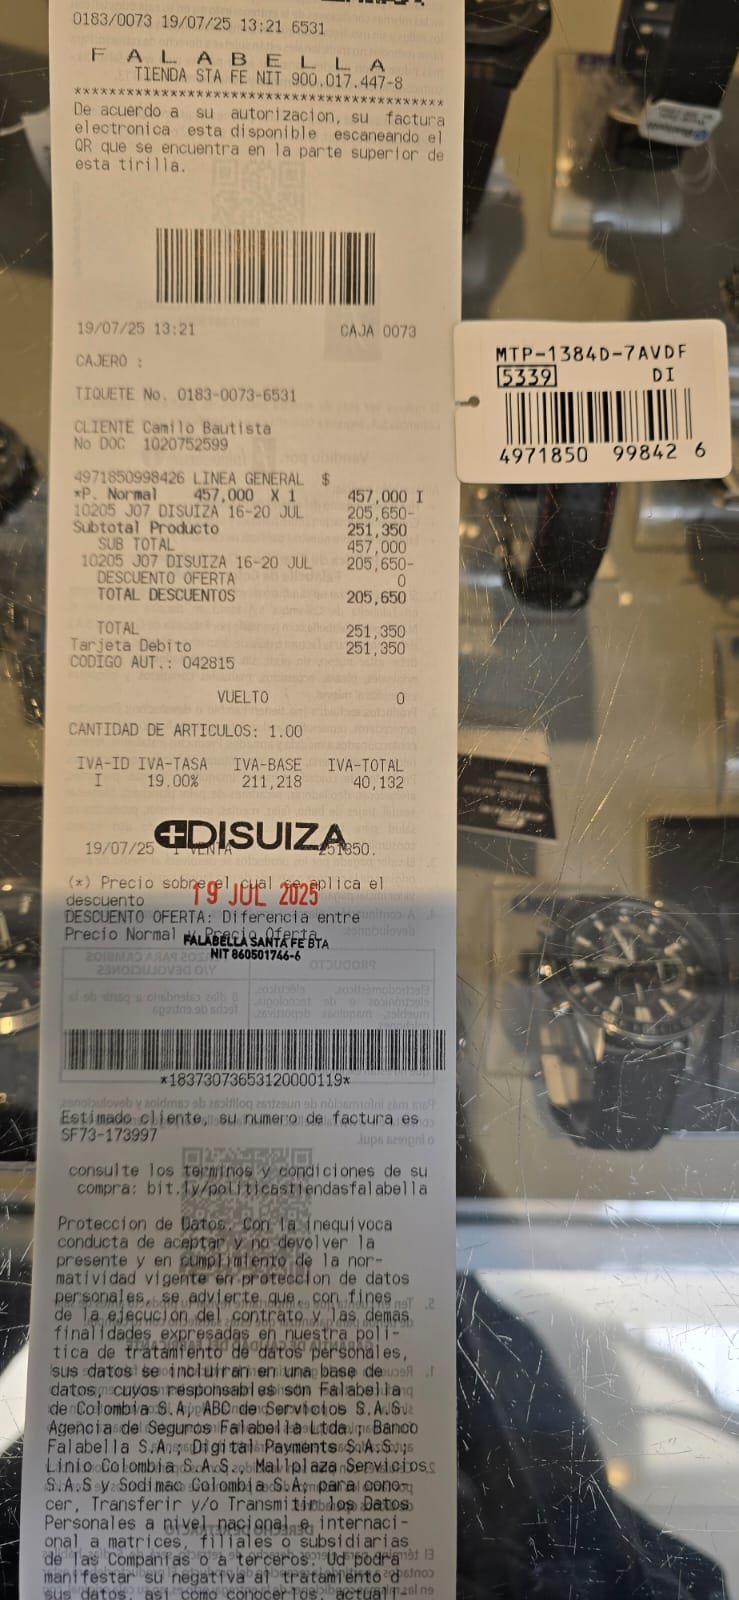 0183/0073 19/07/25 13:21 6531
F A L A B E L L A
TIENDA STA FE NIT 900.017.447-8
********************************************
De acuerdo a su autorizacion, su factura
electronica esta disponible escaneando el
QR que se encuentra en la parte superior de
esta tirilla.
19/07/25 13:21 CAJA 0073
CAJERO :
TIQUETE No. 0183-0073-6531
CLIENTE Camilo Bautista
No DOC 1020752599
4971850998426 LINEA GENERAL $
*P. Normal 457,000 X 1 457,000 I
10205 J07 DISUIZA 16-20 JUL 205,650-
Subtotal Producto 251,350
SUB TOTAL 457,000
10205 J07 DISUIZA 16-20 JUL 205,650-
DESCUENTO OFERTA 0
TOTAL DESCUENTOS 205,650
TOTAL 251,350
Tarjeta Debito 251,350
CODIGO AUT.: 042815
VUELTO 0
CANTIDAD DE ARTICULOS: 1.00
IVA-ID IVA-TASA IVA-BASE IVA-TOTAL
I 19.00% 211,218 40,132
DISUIZA
19/07/25 1 VENTA
(*) Precio sobre el cual se aplica el
descuento
19 JUL 2025
DESCUENTO OFERTA: Diferencia entre
Precio Normal y Precio Oferta
FALABELLA SANTA FE BTA
NIT 860501746-6
*18373073653120000119*
Estimado cliente, su numero de factura es
SF73-173997
consulte los terminos y condiciones de su
compra: bit.ly/politicastiendasfalabella
Proteccion de Datos. Con la inequivoca
conducta de aceptar y no devolver la
presente y en cumplimiento de la nor-
matividad vigente en proteccion de datos
personales, se advierte que, con fines
de la ejecucion del contrato y las demas
finalidades expresadas en nuestra poli-
tica de tratamiento de datos personales,
sus datos se incluiran en una base de
datos, cuyos responsables son Falabella
de Colombia S.A, ABC de Servicios S.A.S.
Agencia de Seguros Falabella Ltda.; Banco
Falabella S.A.; Digital Payments S.A.S.;
Linio Colombia S.A.S., Mallplaza Servicios
S.A.S y Sodimac Colombia S.A; para cono-
cer, Transferir y/o Transmitir los Datos
Personales a nivel nacional e internaci-
onal a matrices, filiales o subsidiarias
de las Companias o a terceros. Ud podra
manifestar su negativa al tratamiento d
sus datos, asi como conocerlos, actuali
MTP-1384D-7AVDF
5339 DI
4971850 99842 6